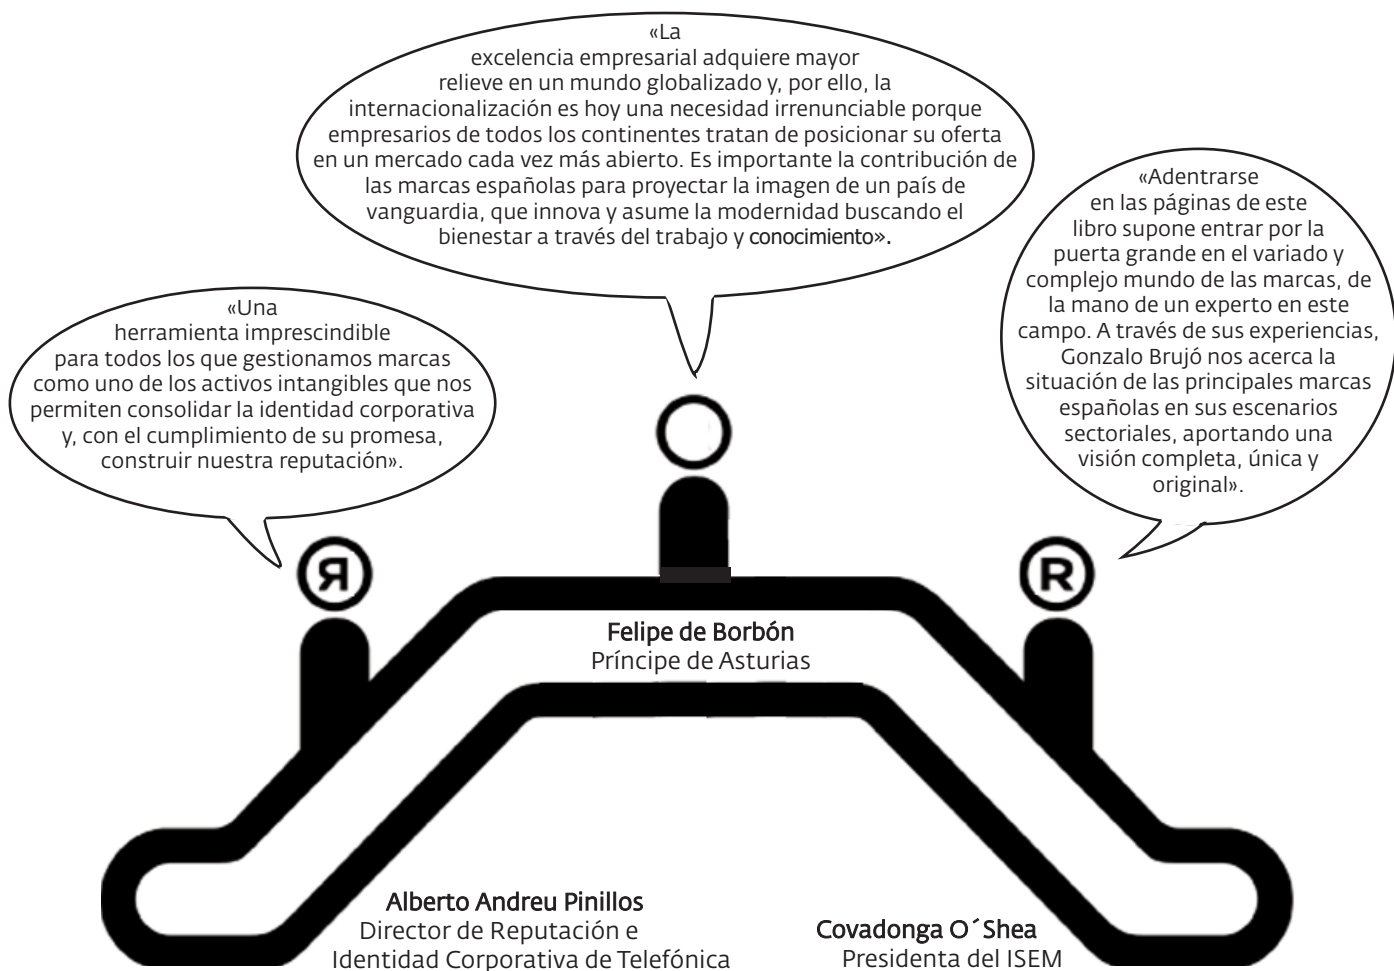 «La
excelencia empresarial adquiere mayor
relieve en un mundo globalizado y, por ello, la
internacionalización es hoy una necesidad irrenunciable porque
empresarios de todos los continentes tratan de posicionar su oferta
en un mercado cada vez más abierto. Es importante la contribución de
las marcas españolas para proyectar la imagen de un país de
vanguardia, que innova y asume la modernidad buscando el
bienestar a través del trabajo y conocimiento».
«Una
herramienta imprescindible
para todos los que gestionamos marcas
como uno de los activos intangibles que nos
permiten consolidar la identidad corporativa
y, con el cumplimiento de su promesa,
construir nuestra reputación».
«Adentrarse
en las páginas de este
libro supone entrar por la
puerta grande en el variado y
complejo mundo de las marcas, de
la mano de un experto en este
campo. A través de sus experiencias,
Gonzalo Brujó nos acerca la
situación de las principales marcas
españolas en sus escenarios
sectoriales, aportando una
visión completa, única y
original».
Я
R
Felipe de Borbón
Príncipe de Asturias
Alberto Andreu Pinillos
Director de Reputación e
Identidad Corporativa de Telefónica
Covadonga O´Shea
Presidenta del ISEM